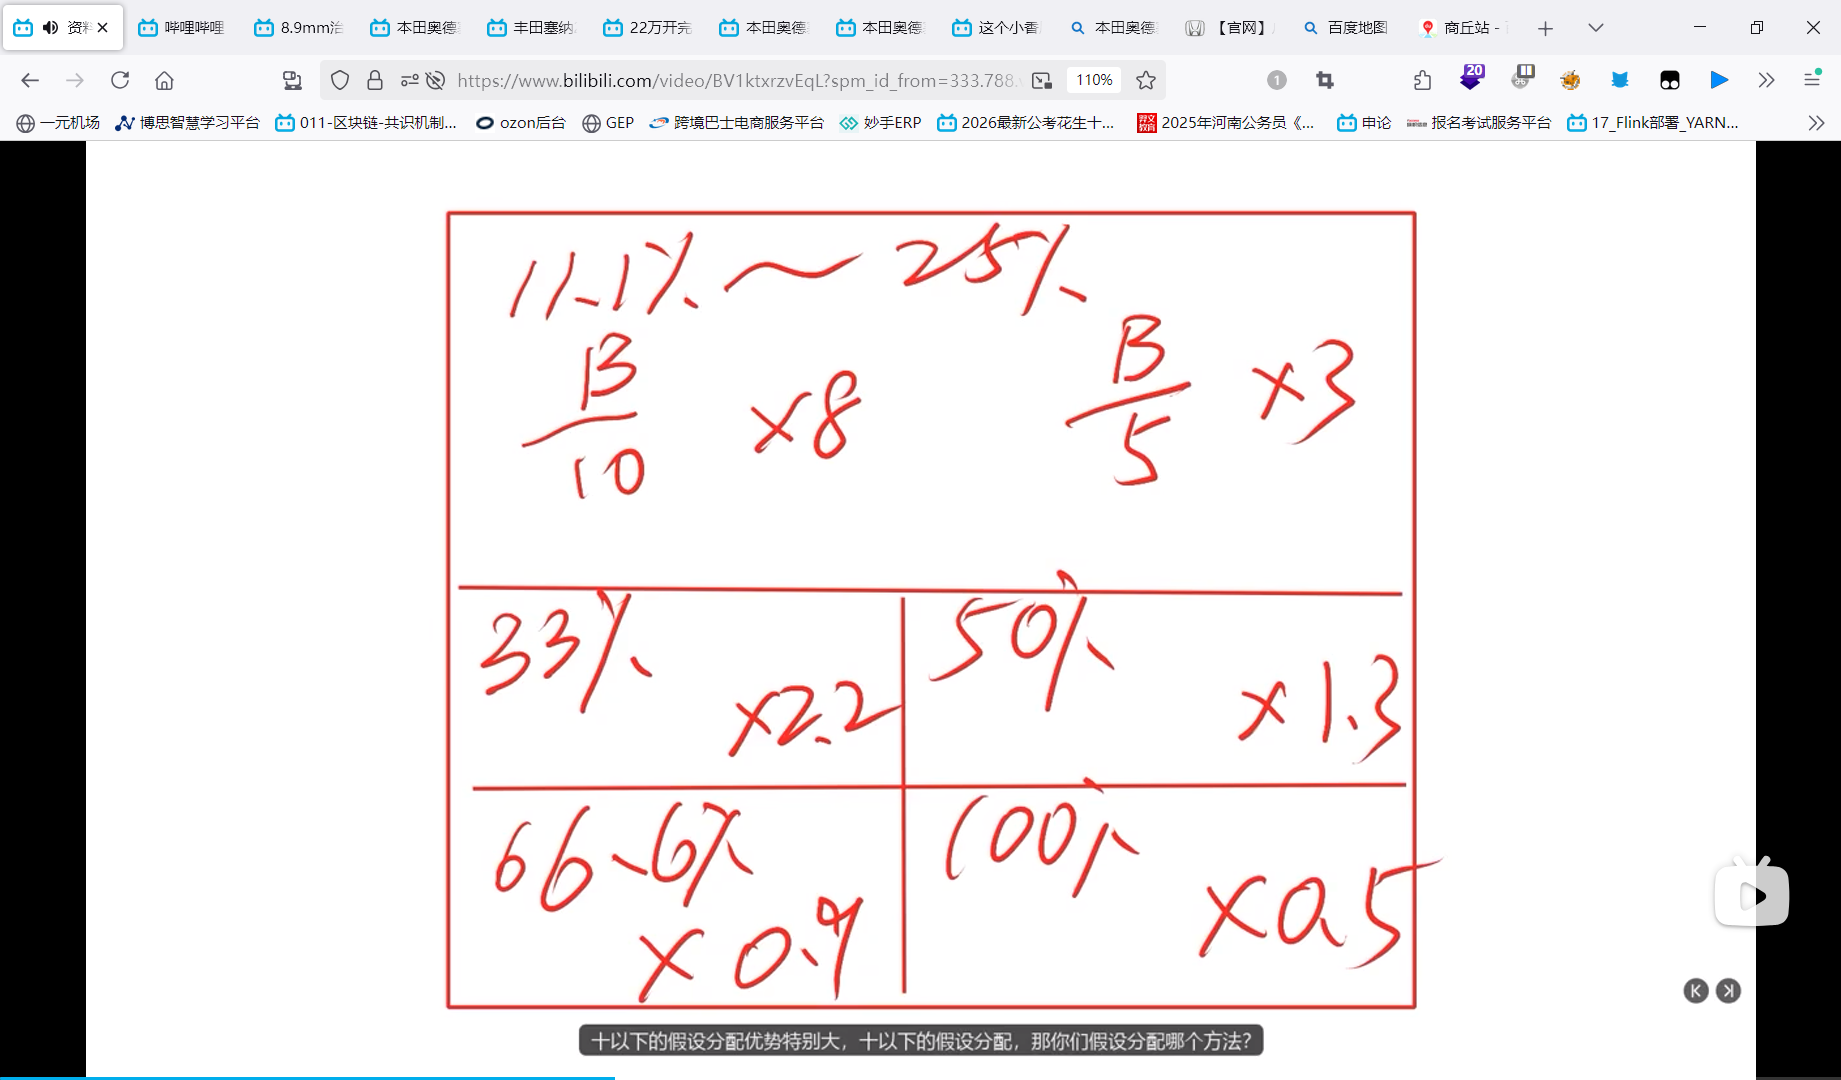 资料
哔哩哔哩
8.9mm治
本田奥德
丰田塞纳
22万开完
本田奥德
本田奥德
这个小香
本田奥德
【官网】
百度地图
商丘站 -
https://www.bilibili.com/video/BV1ktxrzvEqL?spm_id_from=333.788.
110%
1
20
一元机场
博思智慧学习平台
011-区块链-共识机制...
ozon后台
GEP
跨境巴士电商服务平台
妙手ERP
2026最新公考花生十...
2025年河南公务员《...
申论
报名考试服务平台
17_Flink部署_YARN...
11.1% ~ 25%
B/10 ×8 B/5 ×3
33% ×2.2
50% ×1.3
66.6% ×0.9
100% ×0.5
十以下的假设分配优势特别大，十以下的假设分配，那你们假设分配哪个方法?